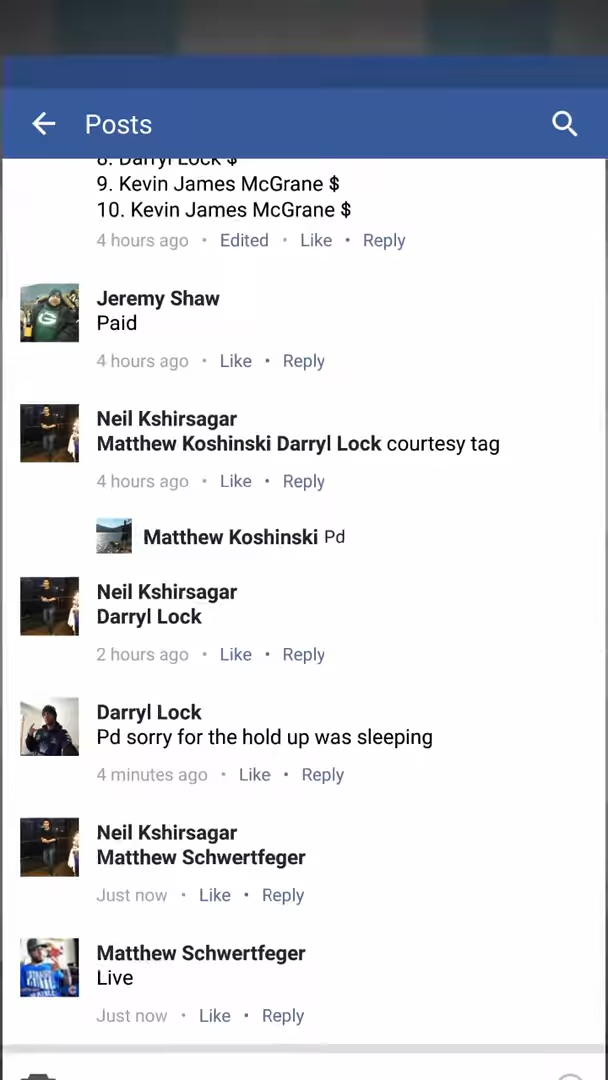 Posts
8. Darryl Lock $
9. Kevin James McGrane $
10. Kevin James McGrane $
4 hours ago • Edited • Like • Reply
Jeremy Shaw
Paid
4 hours ago • Like • Reply
Neil Kshirsagar
Matthew Koshinski Darryl Lock courtesy tag
4 hours ago • Like • Reply
Matthew Koshinski Pd
Neil Kshirsagar
Darryl Lock
2 hours ago • Like • Reply
Darryl Lock
Pd sorry for the hold up was sleeping
4 minutes ago • Like • Reply
Neil Kshirsagar
Matthew Schwertfeger
Just now • Like • Reply
Matthew Schwertfeger
Live
Just now • Like • Reply